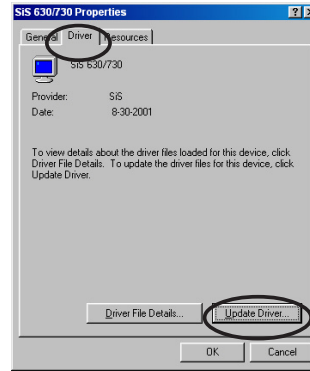 SiS 630/730 Properties
General Driver Resources
SiS 630/730
Provider: SiS
Date: 8-30-2001
To view details about the driver files loaded for this device, click
Driver File Details. To update the driver files for this device, click
Update Driver.
Driver File Details... Update Driver...
OK Cancel